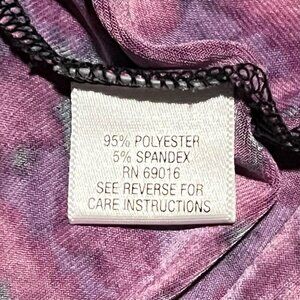 95% POLYESTER
5% SPANDEX
RN 69016
SEE REVERSE FOR
CARE INSTRUCTIONS